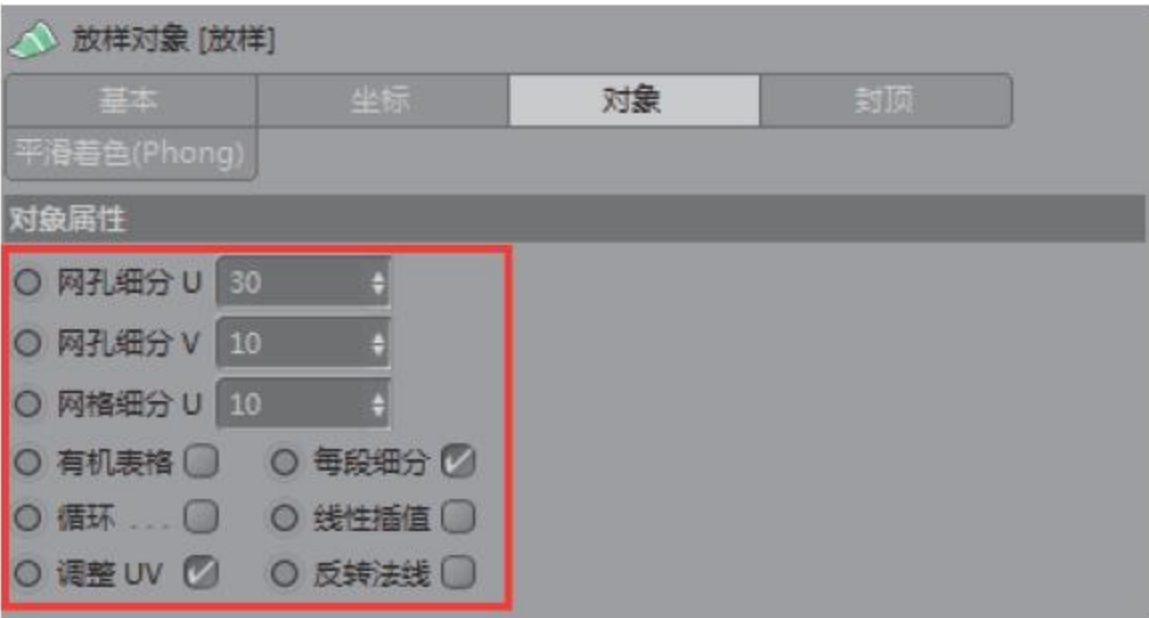 放样对象 [放样]
基本 坐标 对象 封顶
平滑着色(Phong)
对象属性
网孔细分 U 30
网孔细分 V 10
网格细分 U 10
有机表格 每段细分
循环 . . . 线性插值
调整 UV 反转法线